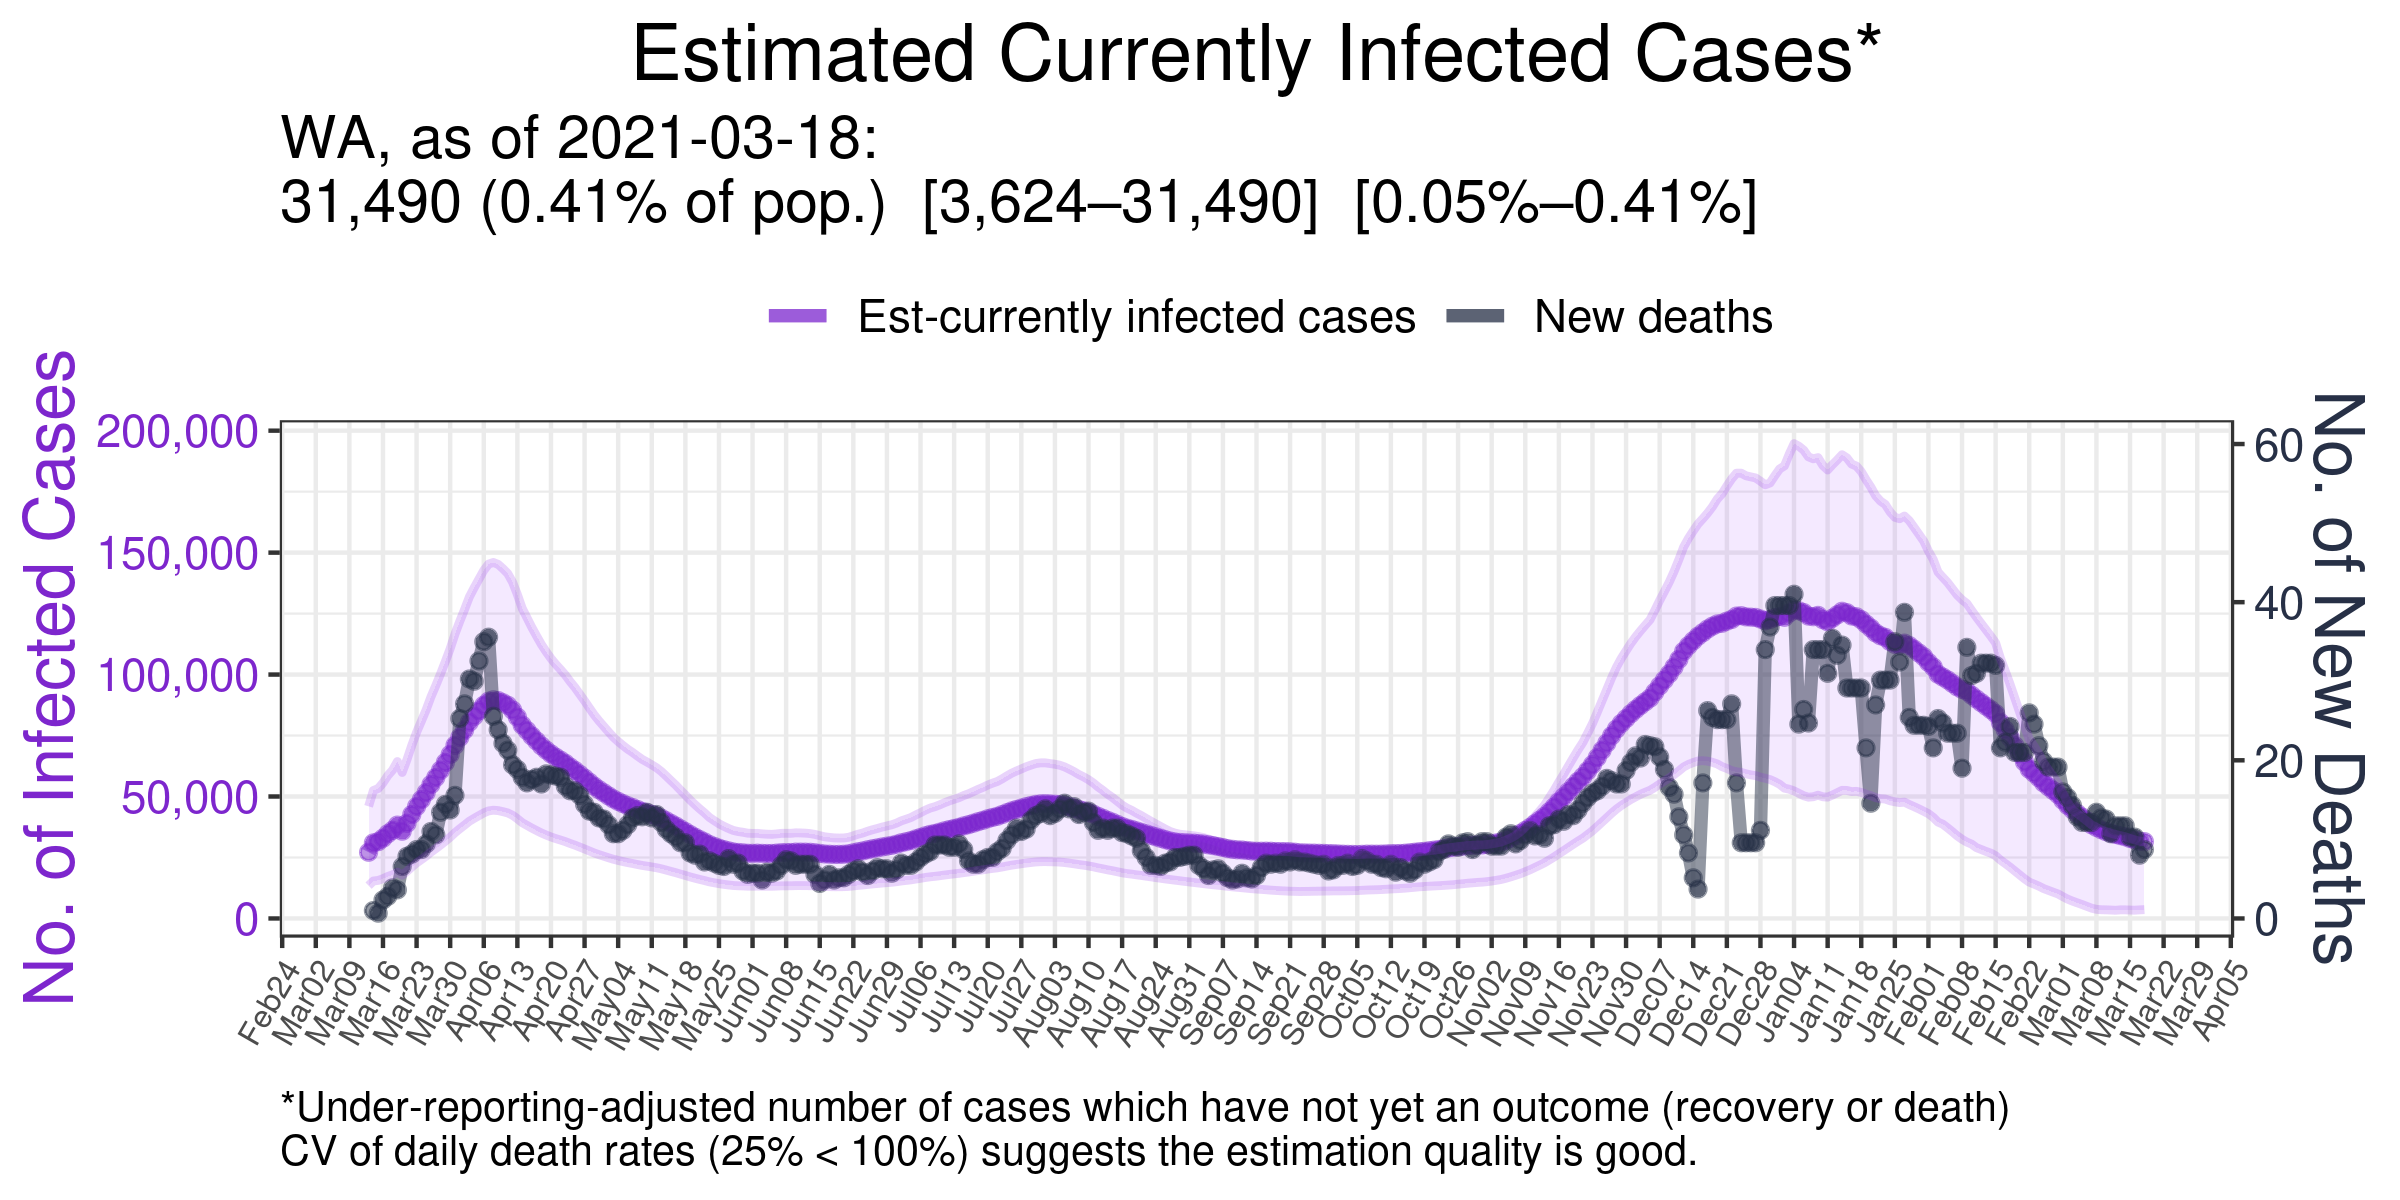 Estimated Currently Infected Cases*
WA, as of 2021-03-18:
31,490 (0.41% of pop.) [3,624–31,490] [0.05%–0.41%]
Est-currently infected cases
New deaths
No. of Infected Cases
200,000
150,000
100,000
50,000
0
No. of New Deaths
60
40
20
0
Feb24
Mar02
Mar09
Mar16
Mar23
Mar30
Apr06
Apr13
Apr20
Apr27
May04
May11
May18
May25
Jun01
Jun08
Jun15
Jun22
Jun29
Jul06
Jul13
Jul20
Jul27
Aug03
Aug10
Aug17
Aug24
Aug31
Sep07
Sep14
Sep21
Sep28
Oct05
Oct12
Oct19
Oct26
Nov02
Nov09
Nov16
Nov23
Nov30
Dec07
Dec14
Dec21
Dec28
Jan04
Jan11
Jan18
Jan25
Feb01
Feb08
Feb15
Feb22
Mar01
Mar08
Mar15
Mar22
Mar29
Apr05
*Under-reporting-adjusted number of cases which have not yet an outcome (recovery or death)
CV of daily death rates (25% < 100%) suggests the estimation quality is good.